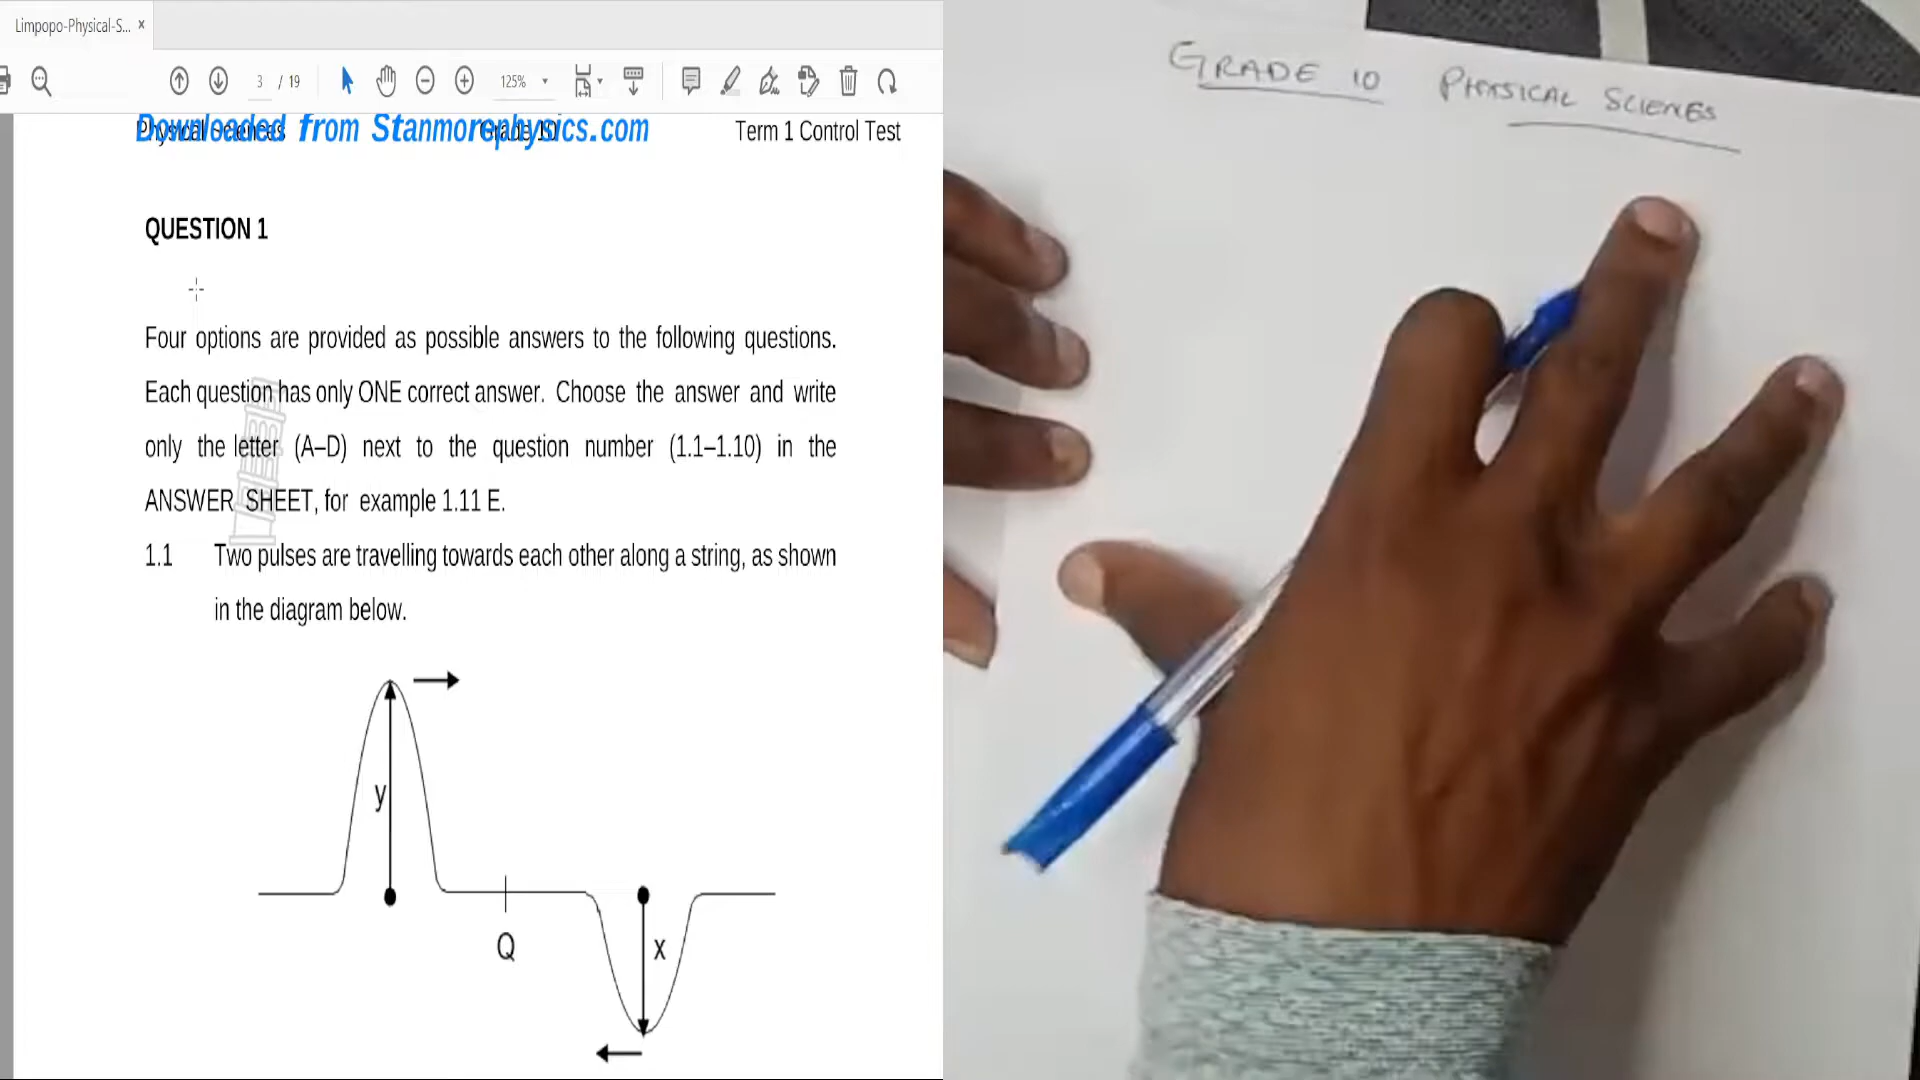 Limpopo-Physical-S... ×
3 / 19
125%
Physical Sciences Grade 10 Term 1 Control Test
Downloaded from Stanmorephysics.com
QUESTION 1
Four options are provided as possible answers to the following questions.
Each question has only ONE correct answer. Choose the answer and write
only the letter (A–D) next to the question number (1.1–1.10) in the
ANSWER SHEET, for example 1.11 E.
1.1 Two pulses are travelling towards each other along a string, as shown
in the diagram below.
y
Q
x
GRADE 10 PHYSICAL SCIENCES